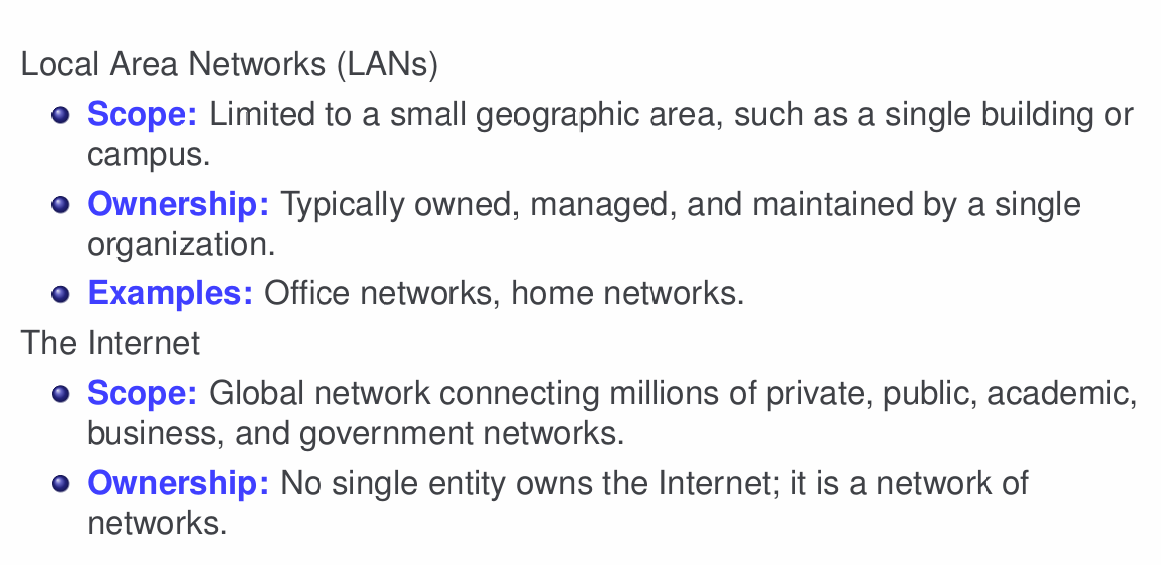 Local Area Networks (LANs)
Scope: Limited to a small geographic area, such as a single building or
campus.
Ownership: Typically owned, managed, and maintained by a single
organization.
Examples: Office networks, home networks.
The Internet
Scope: Global network connecting millions of private, public, academic,
business, and government networks.
Ownership: No single entity owns the Internet; it is a network of
networks.